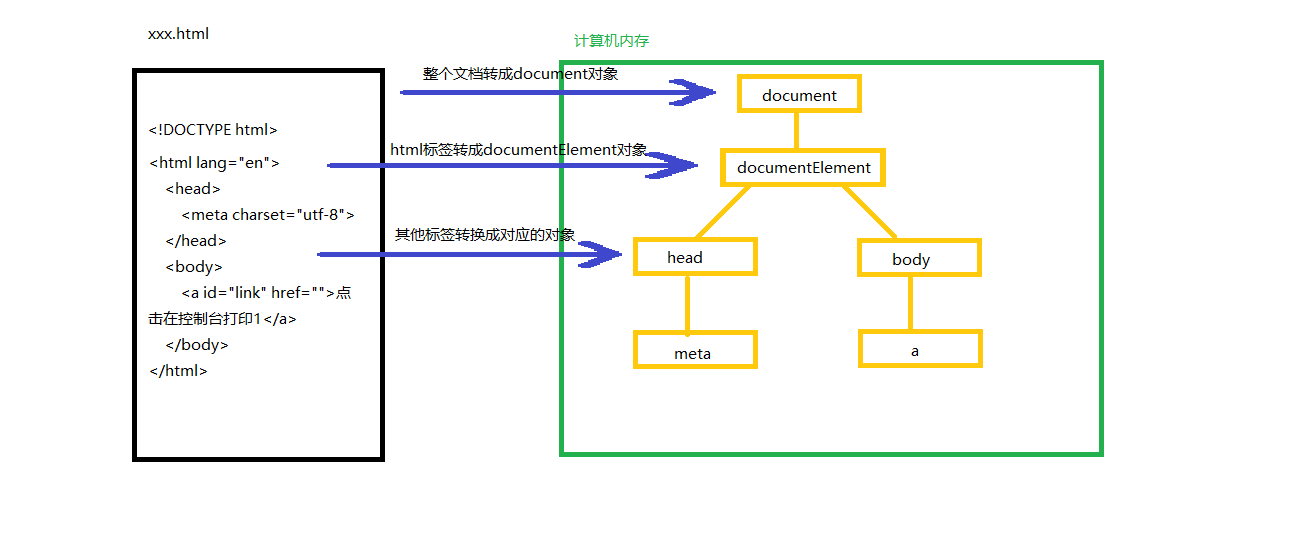 xxx.html
计算机内存
整个文档转成document对象
document
<!DOCTYPE html>
html标签转成documentElement对象
<html lang="en">
documentElement
<head>
<meta charset="utf-8">
其他标签转换成对应的对象
</head>
head
body
<body>
<a id="link" href="">点
击在控制台打印1</a>
</body>
meta
a
</html>